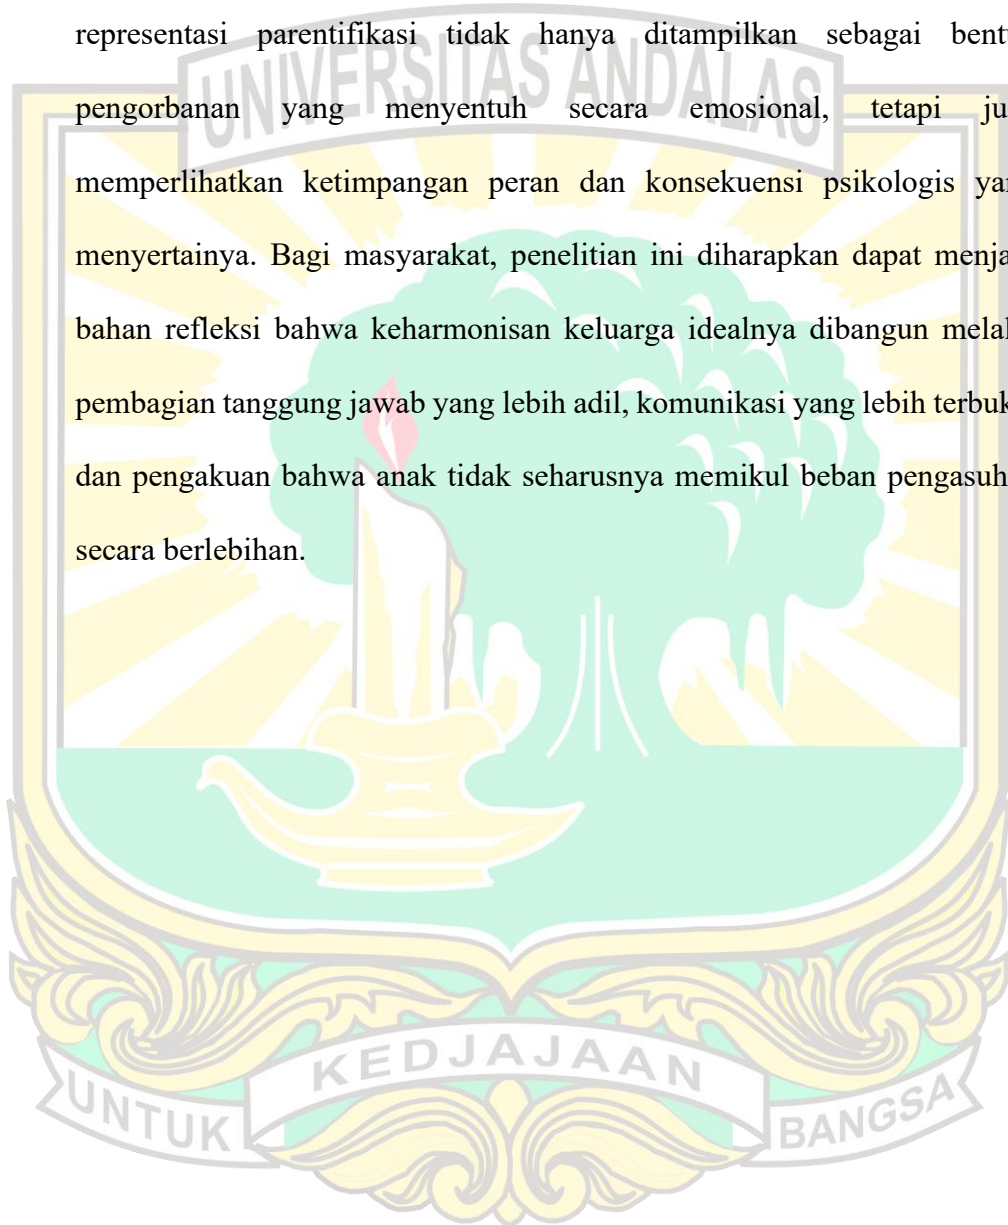 representasi parentifikasi tidak hanya ditampilkan sebagai bentu
UNIVERSITAS ANDALAS
pengorbanan yang menyentuh secara emosional, tetapi ju
memperlihatkan ketimpangan peran dan konsekuensi psikologis yan
menyertainya. Bagi masyarakat, penelitian ini diharapkan dapat menja
bahan refleksi bahwa keharmonisan keluarga idealnya dibangun melal
pembagian tanggung jawab yang lebih adil, komunikasi yang lebih terbuk
dan pengakuan bahwa anak tidak seharusnya memikul beban pengasuh
secara berlebihan.
UNTUK KEDJAJAAN BANGSA